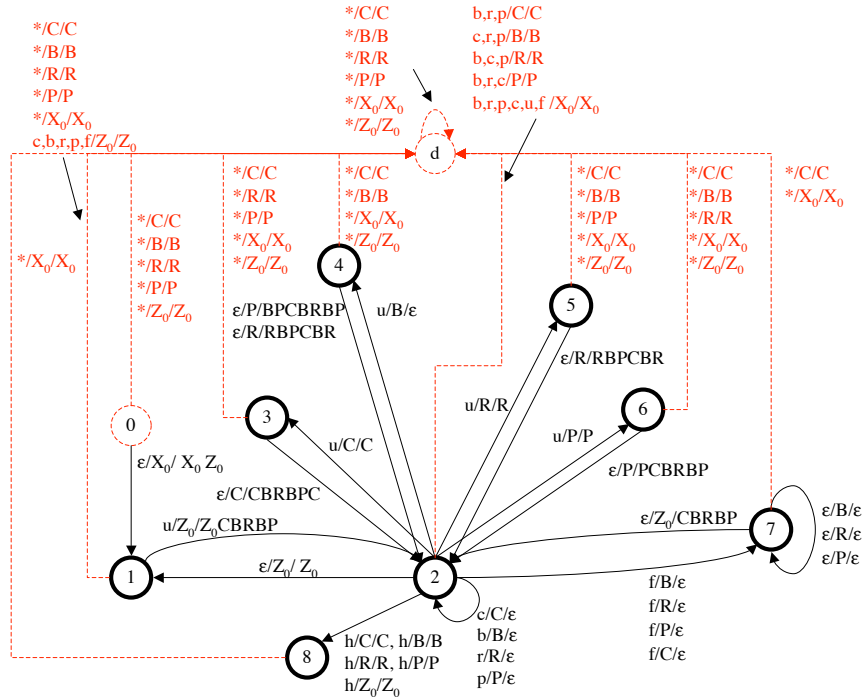 */C/C
*/B/B
*/R/R
*/P/P
*/X₀/X₀
c,b,r,p,f/Z₀/Z₀
*/C/C
*/B/B
*/R/R
*/P/P
*/X₀/X₀
*/Z₀/Z₀
b,r,p/C/C
c,r,p/B/B
b,c,p/R/R
b,r,c/P/P
b,r,p,c,u,f /X₀/X₀
d
*/X₀/X₀
*/C/C
*/B/B
*/R/R
*/P/P
*/Z₀/Z₀
*/C/C
*/R/R
*/P/P
*/X₀/X₀
*/Z₀/Z₀
*/C/C
*/B/B
*/X₀/X₀
*/Z₀/Z₀
*/C/C
*/B/B
*/P/P
*/X₀/X₀
*/Z₀/Z₀
*/C/C
*/B/B
*/R/R
*/X₀/X₀
*/Z₀/Z₀
*/C/C
*/X₀/X₀
4
5
ε/P/BPCBRBP
ε/R/RBPCBR
u/B/ε
ε/R/RBPCBR
0
3
6
u/R/R
u/C/C
u/P/P
ε/X₀/ X₀ Z₀
ε/C/CBRBPC
ε/P/PCBRBP
u/Z₀/Z₀CBRBP
ε/Z₀/CBRBP
7
ε/B/ε
ε/R/ε
ε/P/ε
1
ε/Z₀/ Z₀
2
f/B/ε
f/R/ε
f/P/ε
f/C/ε
c/C/ε
b/B/ε
r/R/ε
p/P/ε
8
h/C/C, h/B/B
h/R/R, h/P/P
h/Z₀/Z₀